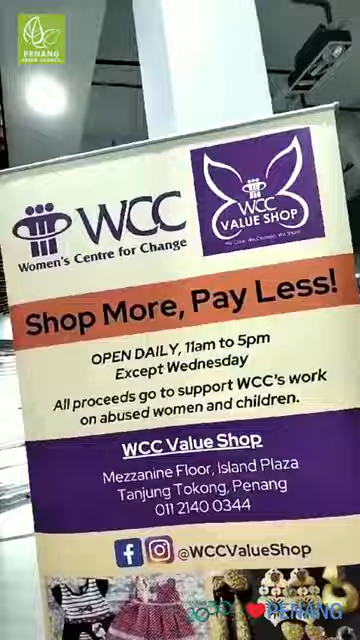 PENANG
GREEN COUNCIL
WCC
Women's Centre for Change
WCC
VALUE SHOP
Shop More, Pay Less!
OPEN DAILY, 11am to 5pm
Except Wednesday
All proceeds go to support WCC's work
on abused women and children.
WCC Value Shop
Mezzanine Floor, Island Plaza
Tanjung Tokong, Penang
011 2140 0344
@WCCValueShop
PENANG